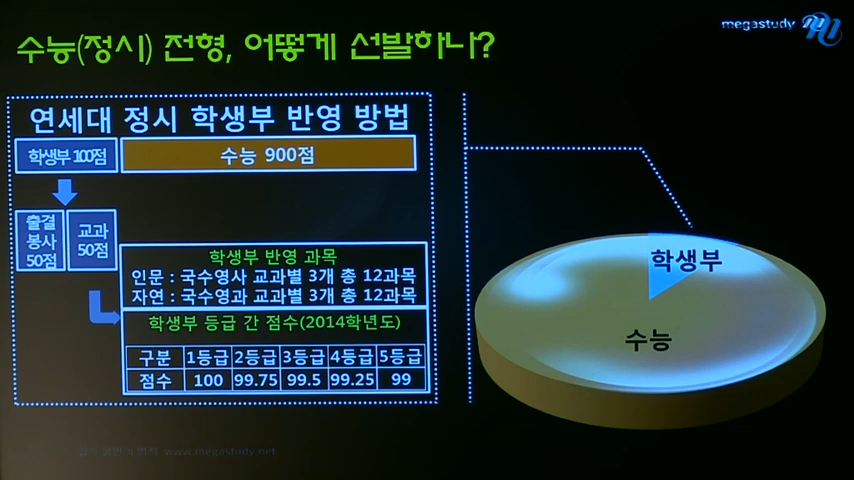 megastudy
수능(정시) 전형, 어떻게 선발하나?
연세대 정시 학생부 반영 방법
학생부 100점 수능 900점
출결
봉사
50점
교과
50점
학생부 반영 과목
인문 : 국수영사 교과별 3개 총 12과목
자연 : 국수영과 교과별 3개 총 12과목
학생부 등급 간 점수(2014학년도)
구분 1등급 2등급 3등급 4등급 5등급
점수 100 99.75 99.5 99.25 99
학생부
수능
www.megastudy.net